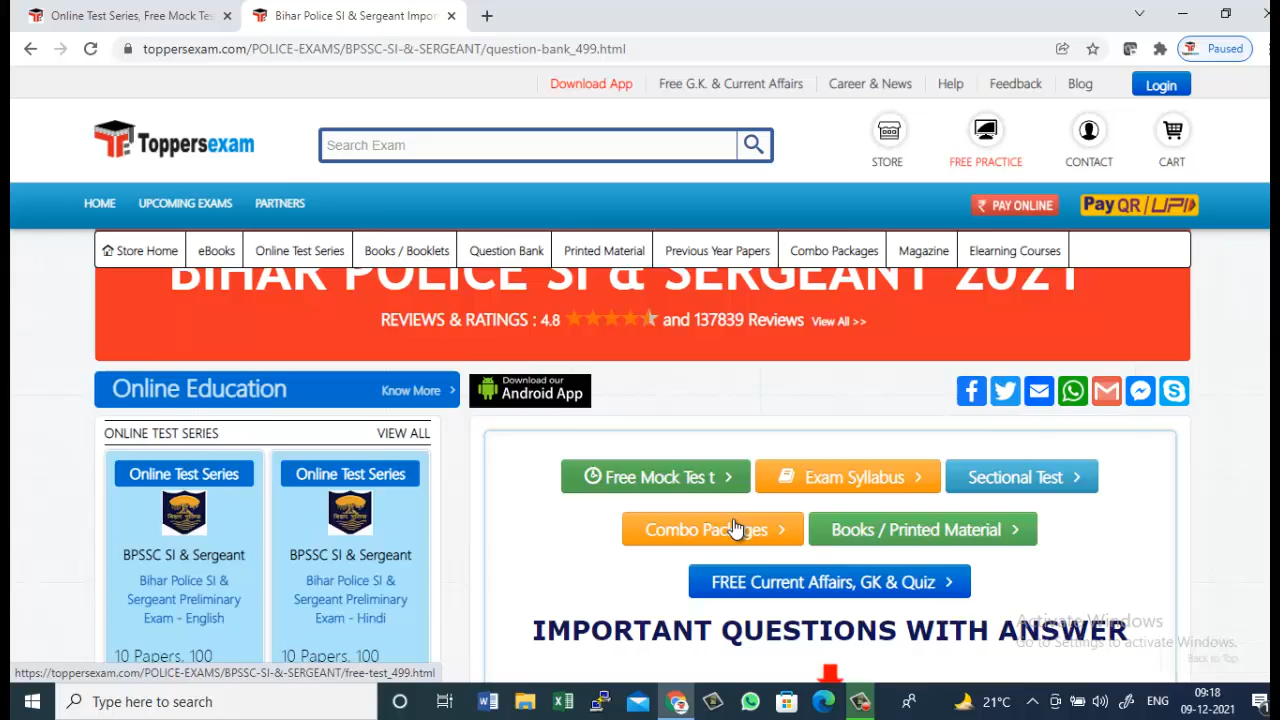 Online Test Series, Free Mock Tes
Bihar Police SI & Sergeant Impor
toppersexam.com/POLICE-EXAMS/BPSSC-SI-&-SERGEANT/question-bank_499.html
Paused
Download App
Free G.K. & Current Affairs
Career & News
Help
Feedback
Blog
Login
Toppersexam
Search Exam
STORE
FREE PRACTICE
CONTACT
CART
HOME
UPCOMING EXAMS
PARTNERS
₹ PAY ONLINE
Pay QR/UPI
Store Home
eBooks
Online Test Series
Books / Booklets
Question Bank
Printed Material
Previous Year Papers
Combo Packages
Magazine
Elearning Courses
BIHAR POLICE SI & SERGEANT 2021
REVIEWS & RATINGS : 4.8 and 137839 Reviews View All >>
Online Education
Know More >
Download our
Android App
ONLINE TEST SERIES
VIEW ALL
Online Test Series
BPSSC SI & Sergeant
Bihar Police SI &
Sergeant Preliminary
Exam - English
10 Papers, 100
Online Test Series
BPSSC SI & Sergeant
Bihar Police SI &
Sergeant Preliminary
Exam - Hindi
10 Papers, 100
Free Mock Tes t >
Exam Syllabus >
Sectional Test >
Combo Packages >
Books / Printed Material >
FREE Current Affairs, GK & Quiz >
IMPORTANT QUESTIONS WITH ANSWER
Activate Windows
Go to Settings to activate Windows.
Back to Top
https://toppersexam.com/POLICE-EXAMS/BPSSC-SI-&-SERGEANT/free-test_499.html
Type here to search
21°C
ENG
09:18
09-12-2021